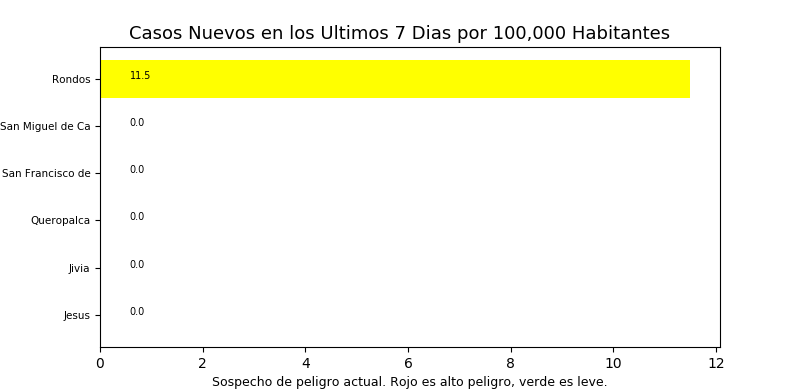 Casos Nuevos en los Ultimos 7 Dias por 100,000 Habitantes
Rondos 11.5
San Miguel de Ca 0.0
San Francisco de 0.0
Queropalca 0.0
Jivia 0.0
Jesus 0.0
0 2 4 6 8 10 12
Sospecho de peligro actual. Rojo es alto peligro, verde es leve.